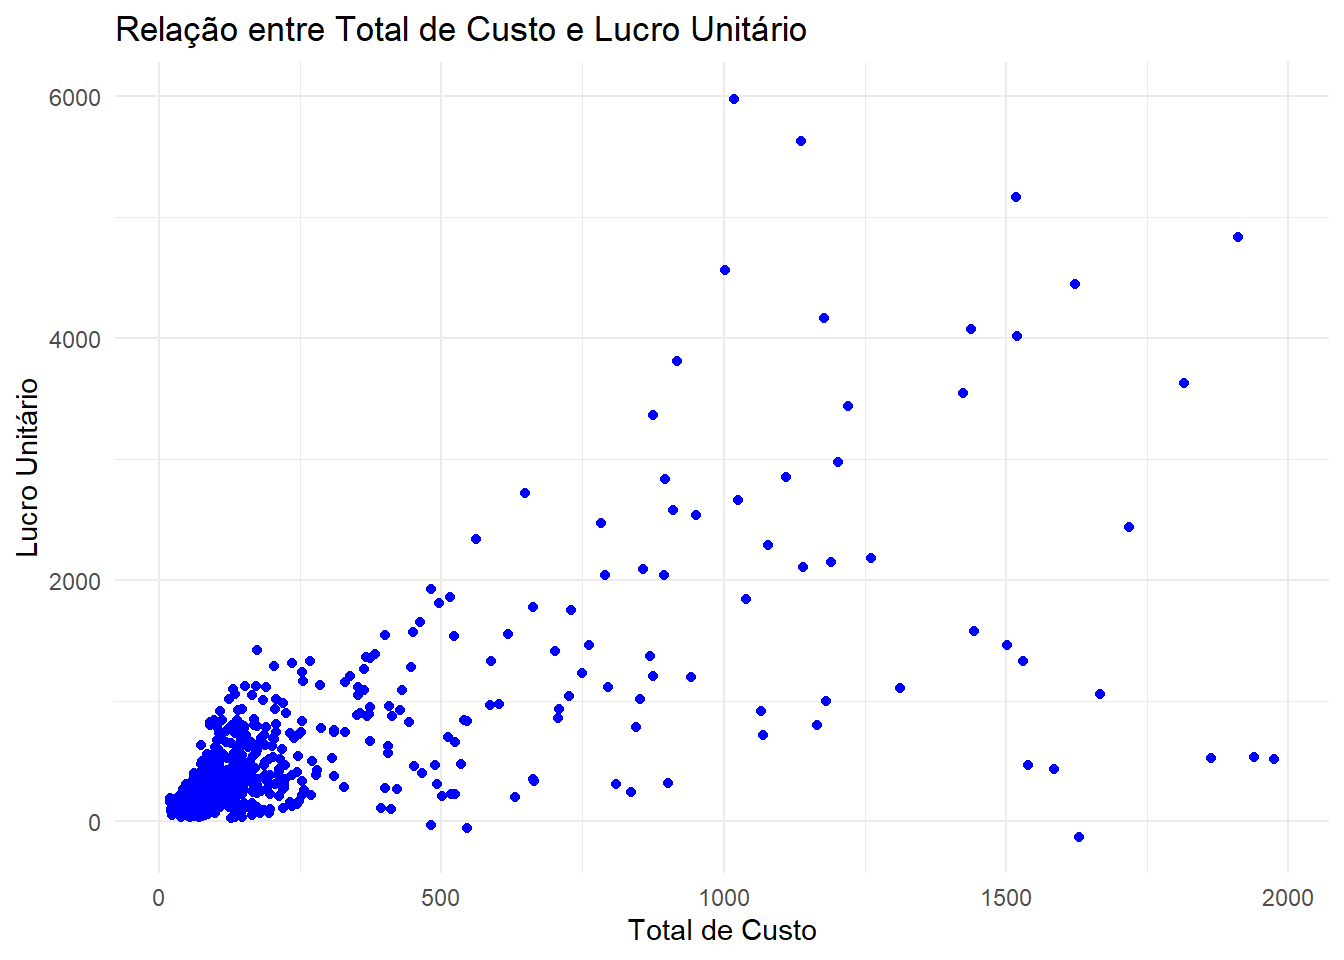 Relação entre Total de Custo e Lucro Unitário
6000
4000
2000
0
Lucro Unitário
0 500 1000 1500 2000
Total de Custo